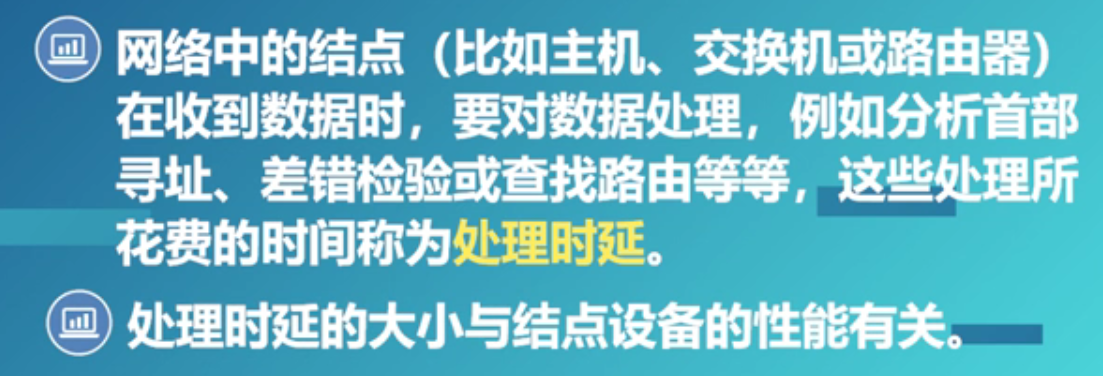 网络中的结点（比如主机、交换机或路由器）
在收到数据时，要对数据处理，例如分析首部
寻址、差错检验或查找路由等等，这些处理所
花费的时间称为处理时延。
处理时延的大小与结点设备的性能有关。